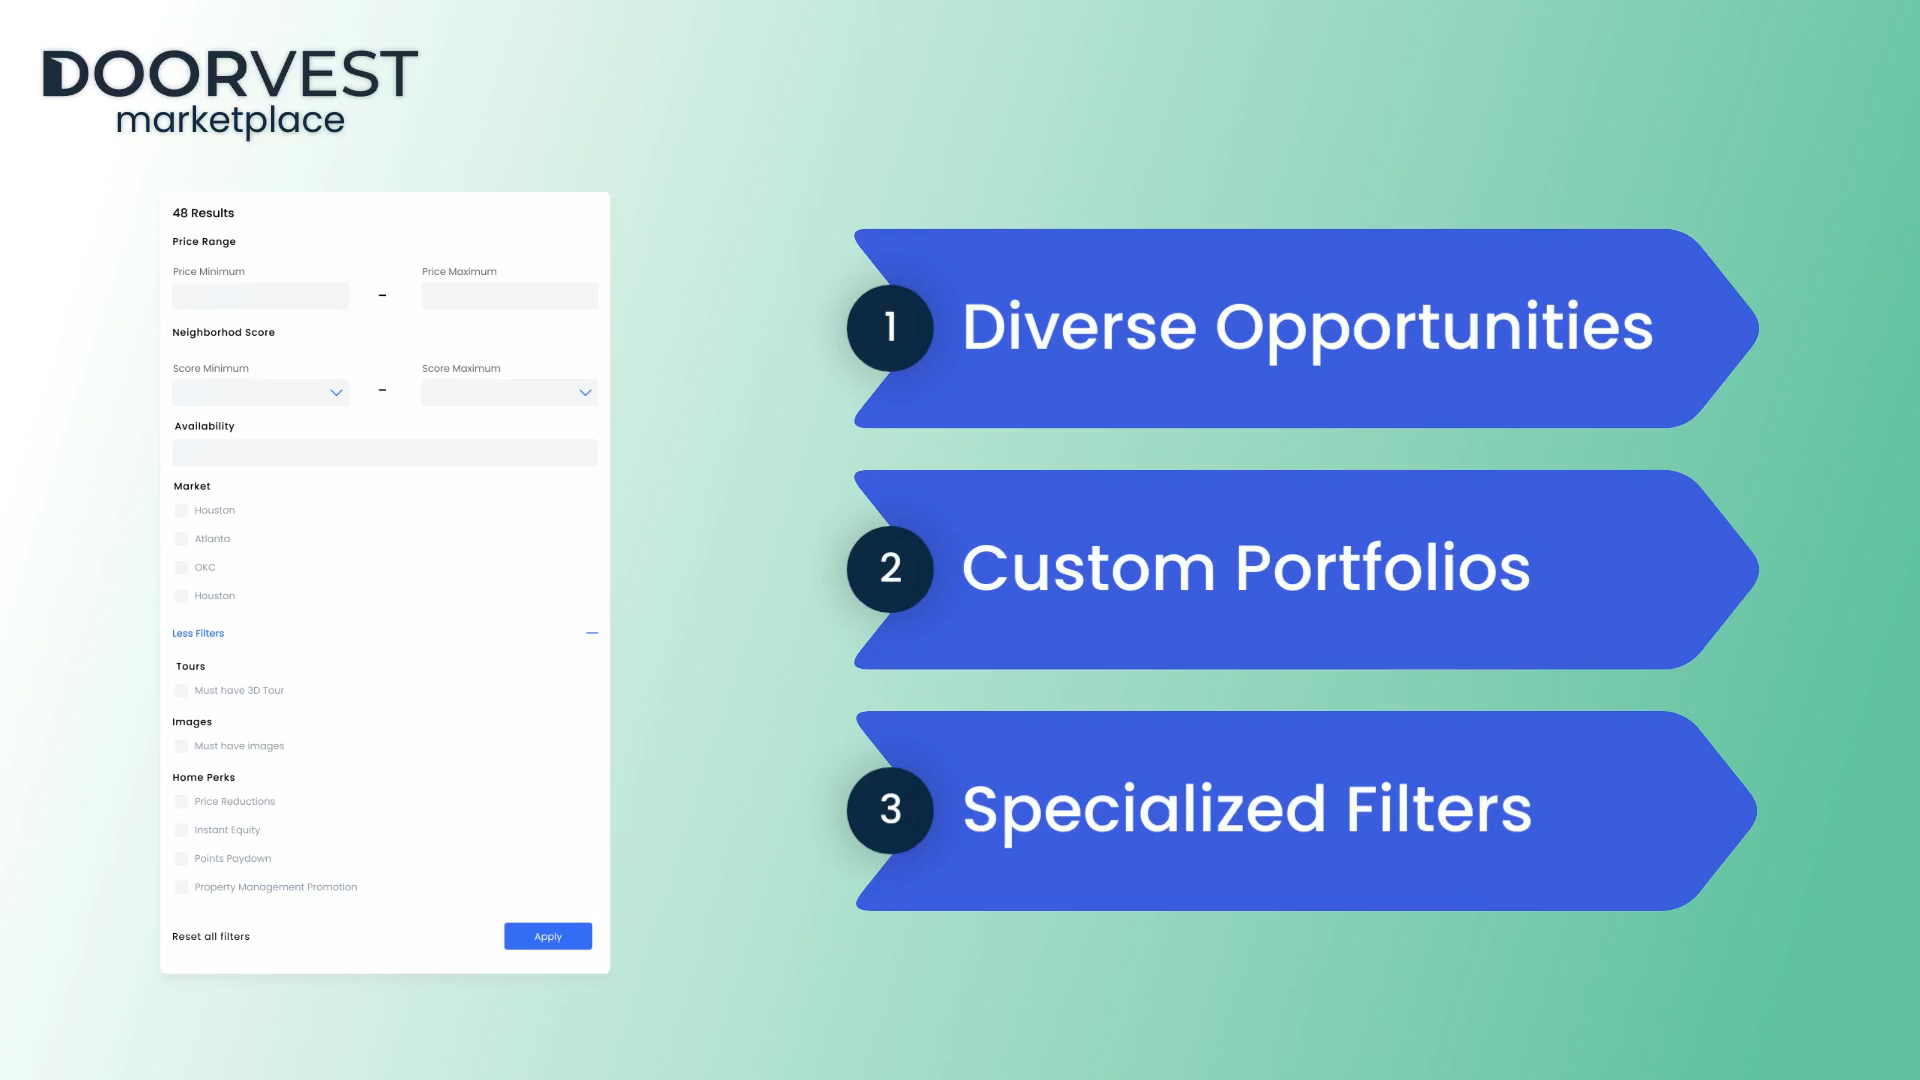 DOORVEST
marketplace
48 Results
Price Range
Price Minimum
Price Maximum
–
Neighborhod Score
Score Minimum
Score Maximum
–
Availability
Market
Houston
Atlanta
OKC
Houston
Less Filters
Tours
Must have 3D Tour
Images
Must have images
Home Perks
Price Reductions
Instant Equity
Points Paydown
Property Management Promotion
Reset all filters
Apply
1 Diverse Opportunities
2 Custom Portfolios
3 Specialized Filters